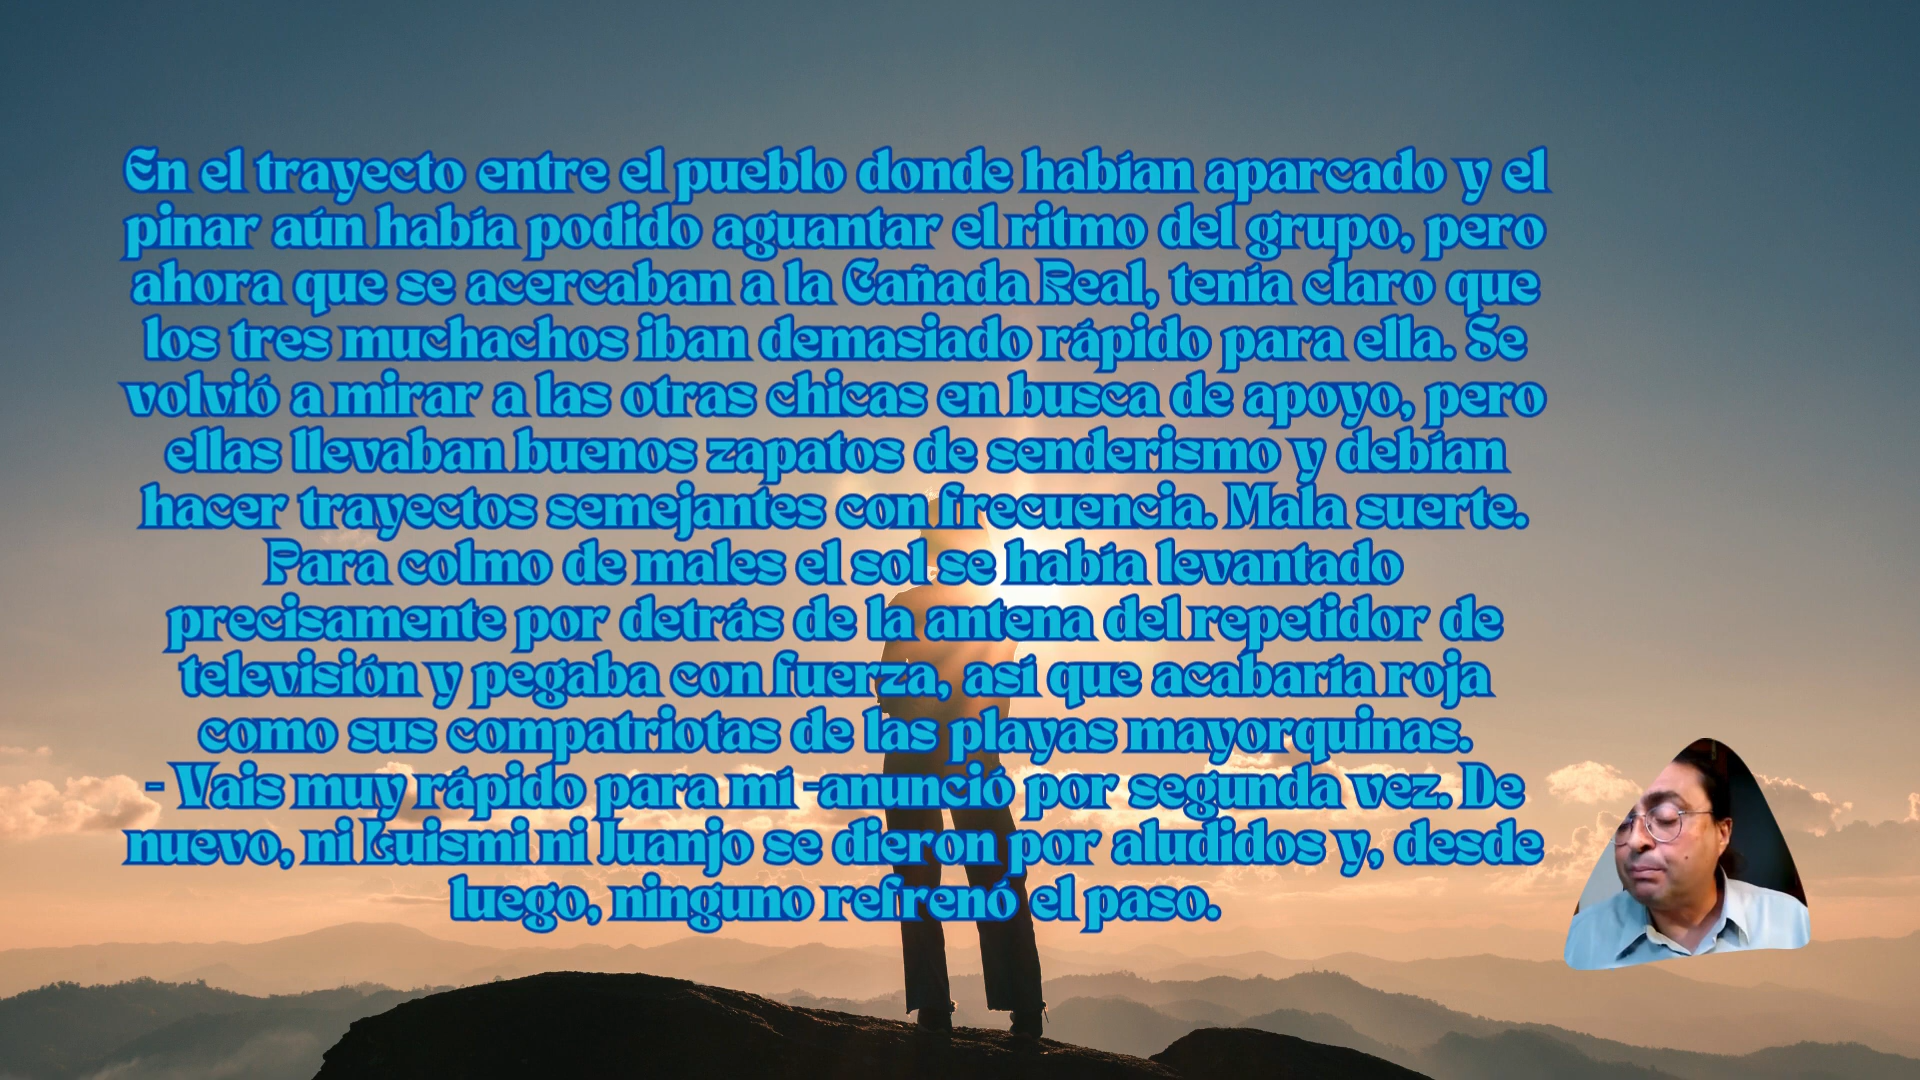 En el trayecto entre el pueblo donde habían aparcado y el
pinar aún había podido aguantar el ritmo del grupo, pero
ahora que se acercaban a la Cañada Real, tenía claro que
los tres muchachos iban demasiado rápido para ella. Se
volvió a mirar a las otras chicas en busca de apoyo, pero
ellas llevaban buenos zapatos de senderismo y debían
hacer trayectos semejantes con frecuencia. Mala suerte.
Para colmo de males el sol se había levantado
precisamente por detrás de la antena del repetidor de
televisión y pegaba con fuerza, así que acabaría roja
como sus compatriotas de las playas mayorquinas.
- Vais muy rápido para mí -anunció por segunda vez. De
nuevo, ni Luismi ni Juanjo se dieron por aludidos y, desde
luego, ninguno refrenó el paso.